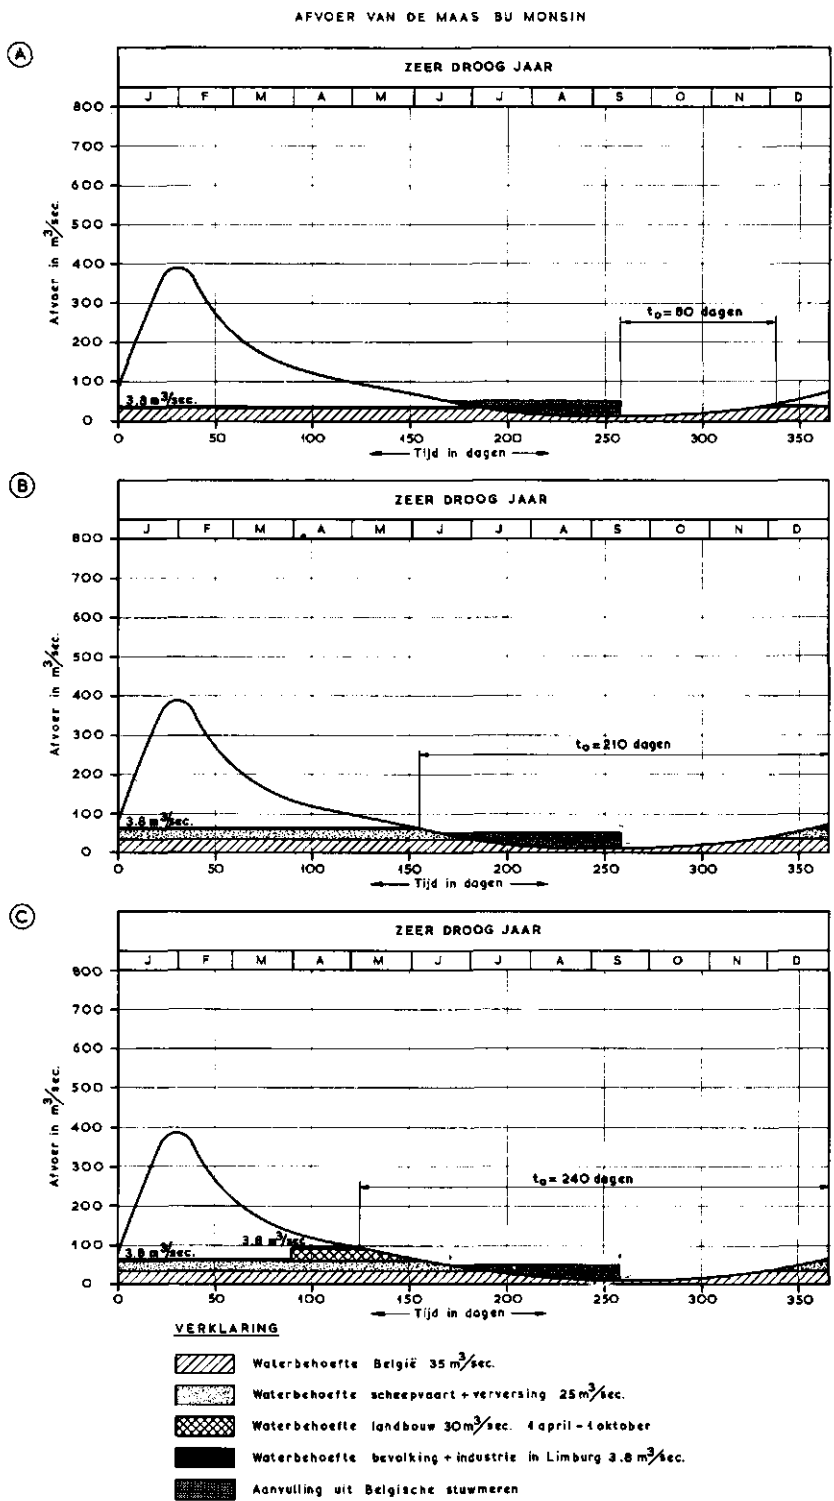 AFVOER VAN DE MAAS BIJ MONSIN
A
ZEER DROOG JAAR
J F M A M J J A S O N D
800
700
600
500
400
300
200
100
0
Afvoer in m³/sec.
t₀=80 dagen
3.8 m³/sec.
0 50 100 150 200 250 300 350
Tijd in dagen
B
ZEER DROOG JAAR
J F M A M J J A S O N D
800
700
600
500
400
300
200
100
0
Afvoer in m³/sec.
t₀=210 dagen
3.8 m³/sec.
0 50 100 150 200 250 300 350
Tijd in dagen
C
ZEER DROOG JAAR
J F M A M J J A S O N D
800
700
600
500
400
300
200
100
0
Afvoer in m³/sec.
t₀=240 dagen
3.8 m³/sec.
3.8 m³/sec.
0 50 100 150 200 250 300 350
Tijd in dagen
VERKLARING
Waterbehoefte België 35 m³/sec.
Waterbehoefte scheepvaart + verversing 25 m³/sec.
Waterbehoefte landbouw 30 m³/sec. 1 april - 1 oktober
Waterbehoefte bevolking + industrie in Limburg 3.8 m³/sec.
Aanvulling uit Belgische stuwmeren